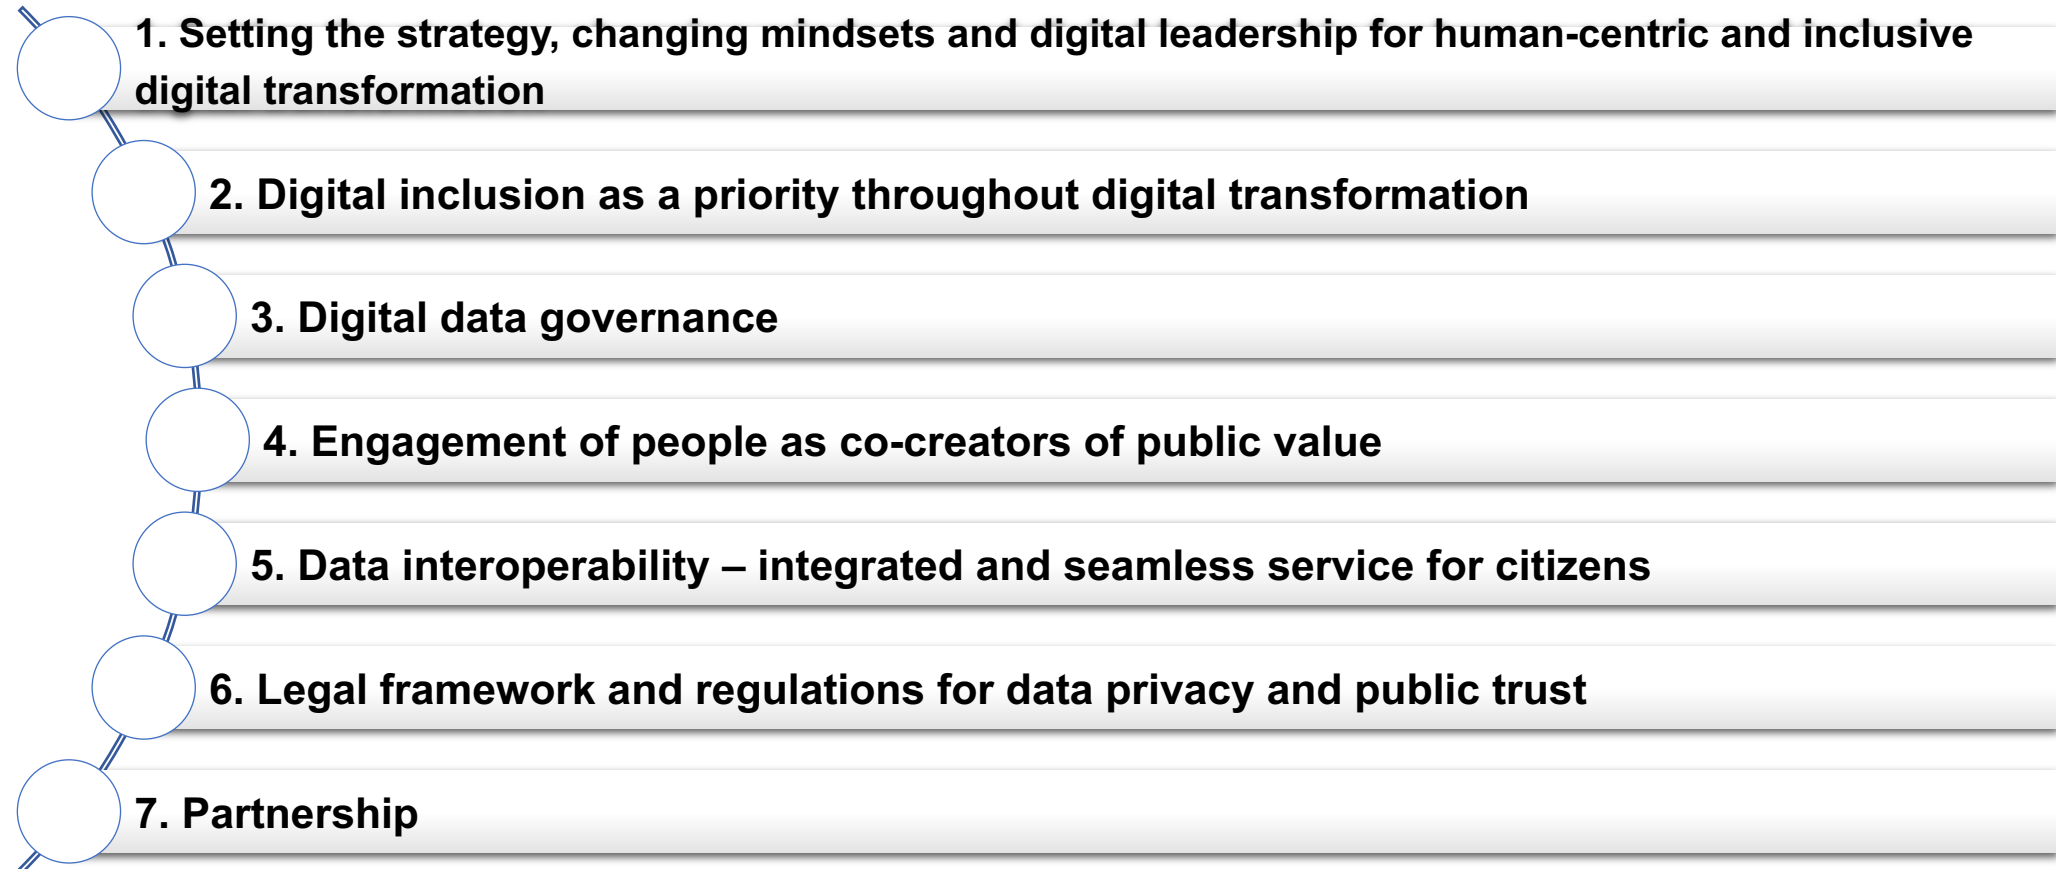 1. Setting the strategy, changing mindsets and digital leadership for human-centric and inclusive
digital transformation
2. Digital inclusion as a priority throughout digital transformation
3. Digital data governance
4. Engagement of people as co-creators of public value
5. Data interoperability – integrated and seamless service for citizens
6. Legal framework and regulations for data privacy and public trust
7. Partnership